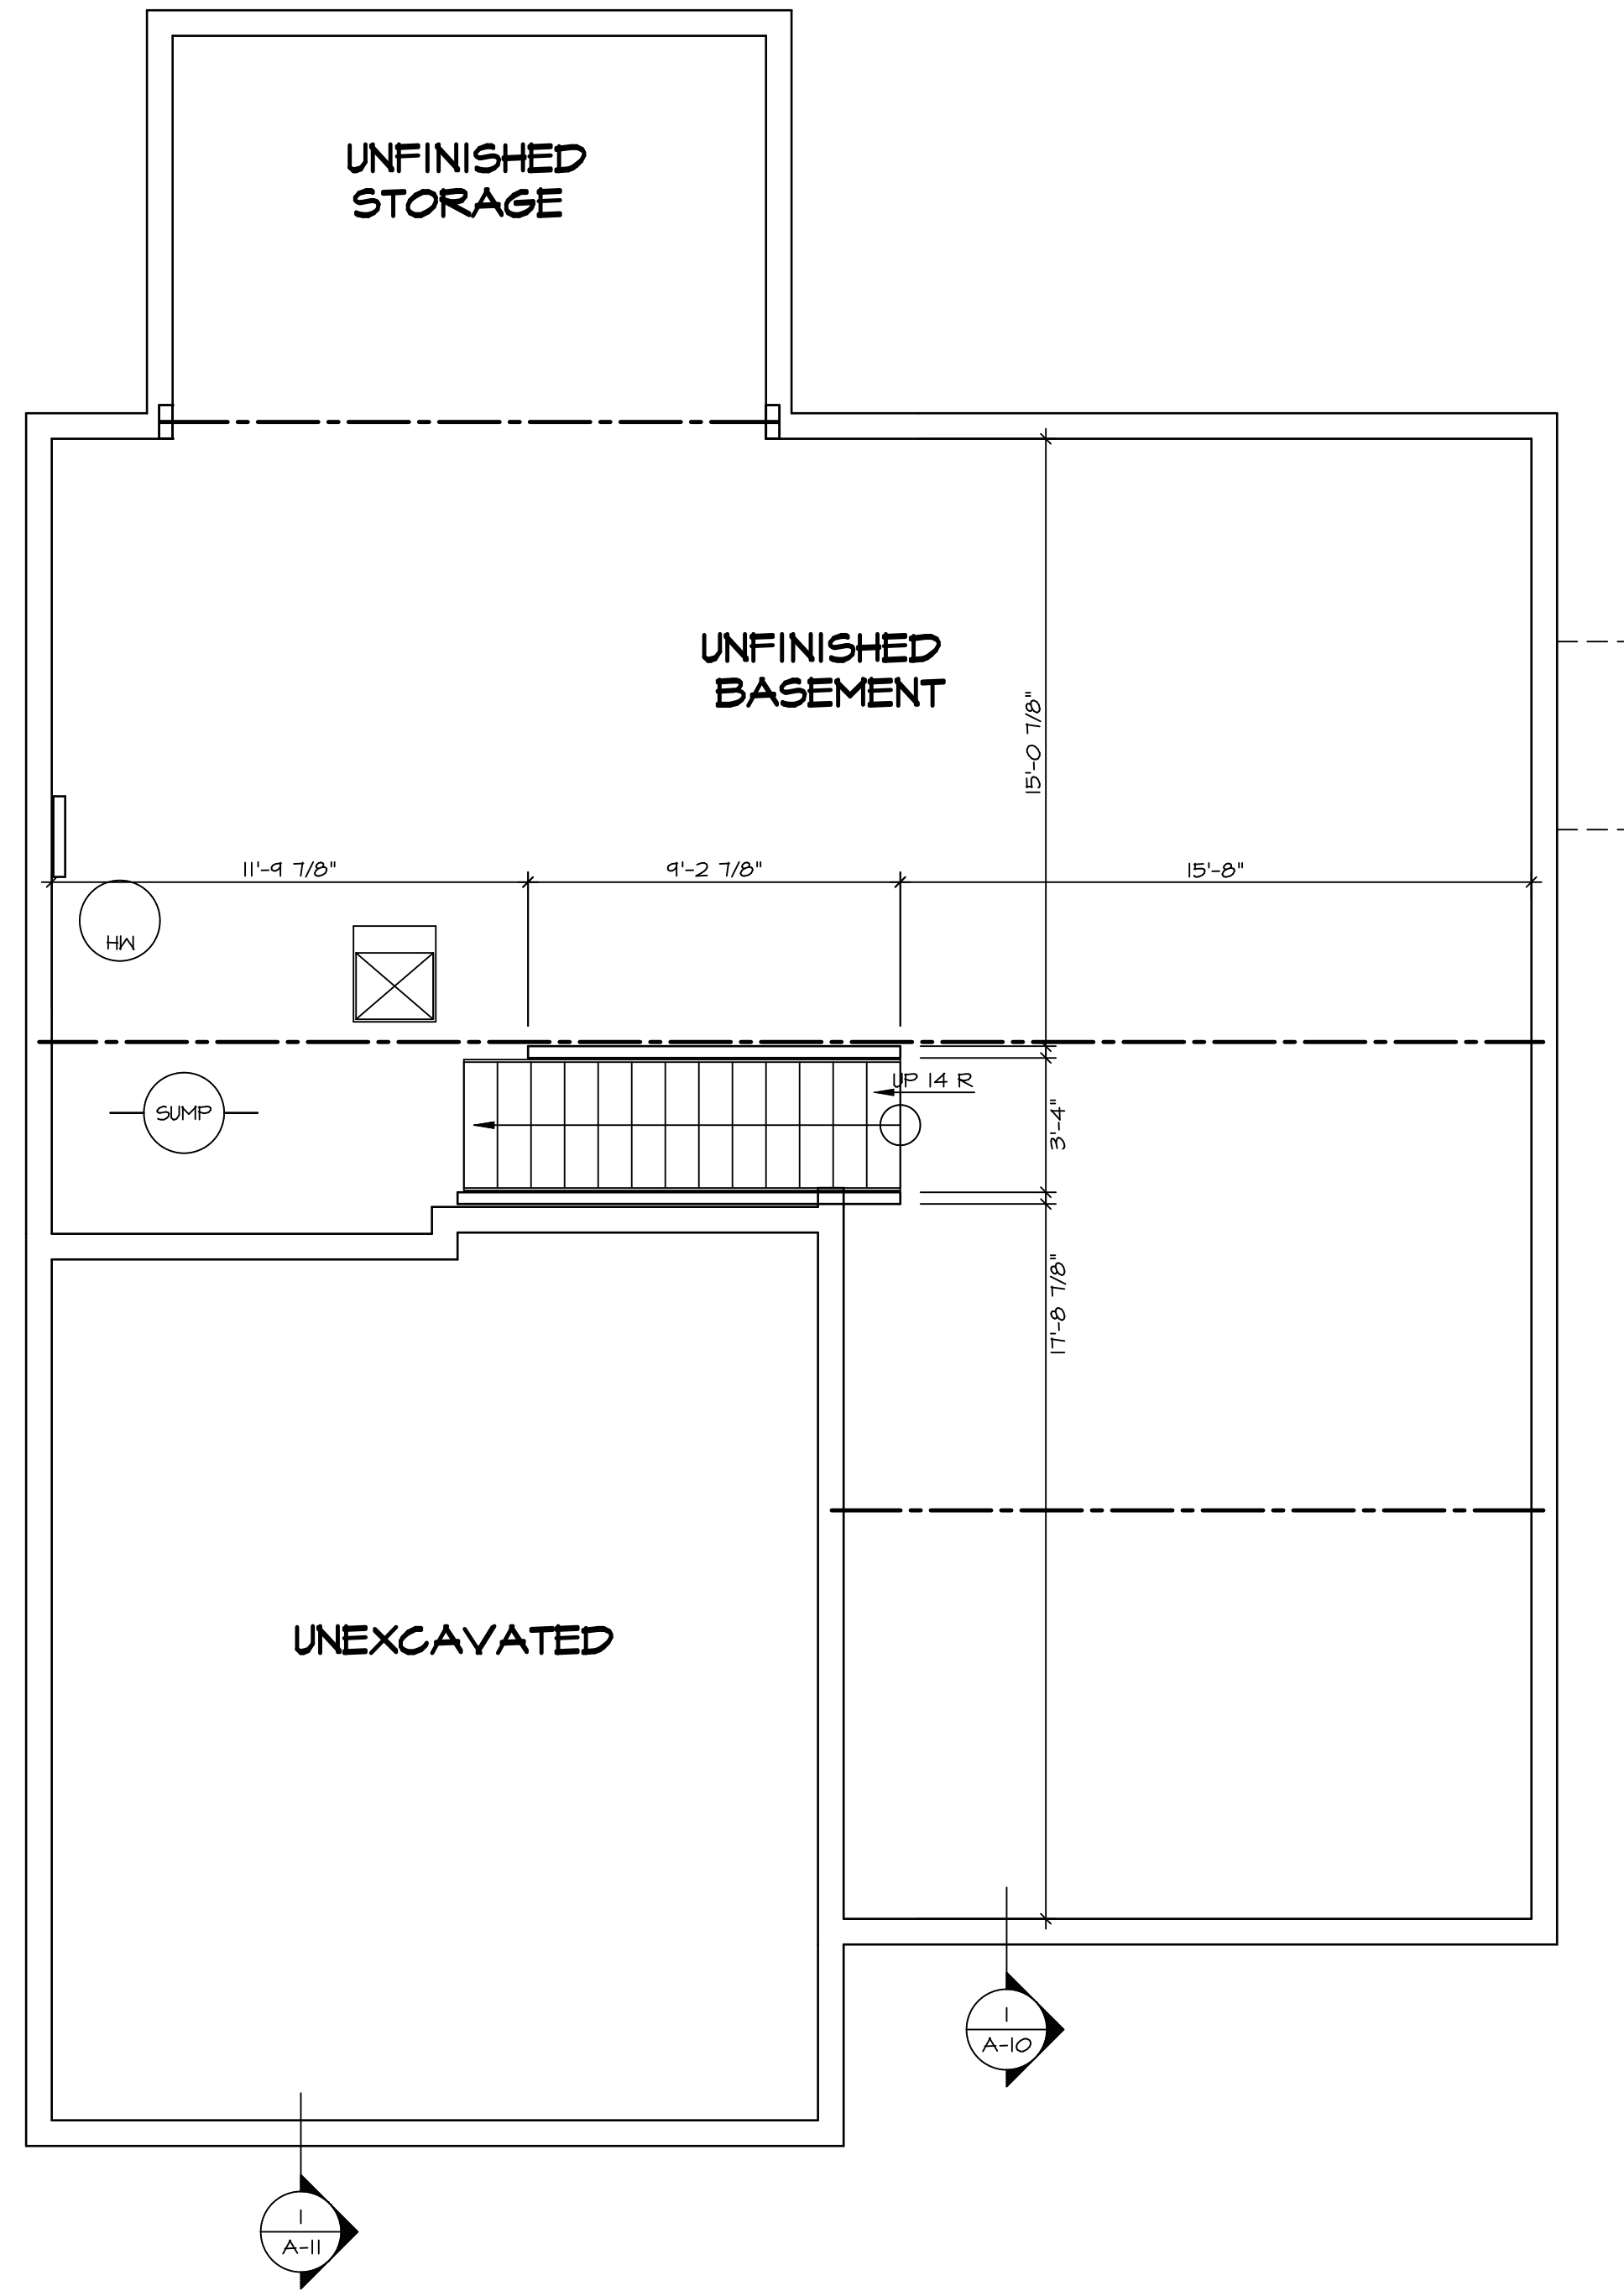 UNFINISHED
STORAGE
UNFINISHED
BASEMENT
15'-0 7/8"
11'-9 7/8"
9'-2 7/8"
15'-8"
HW
UP 14 R
SUMP
3'-4"
17'-8 7/8"
UNEXCAVATED
1
A-10
1
A-11